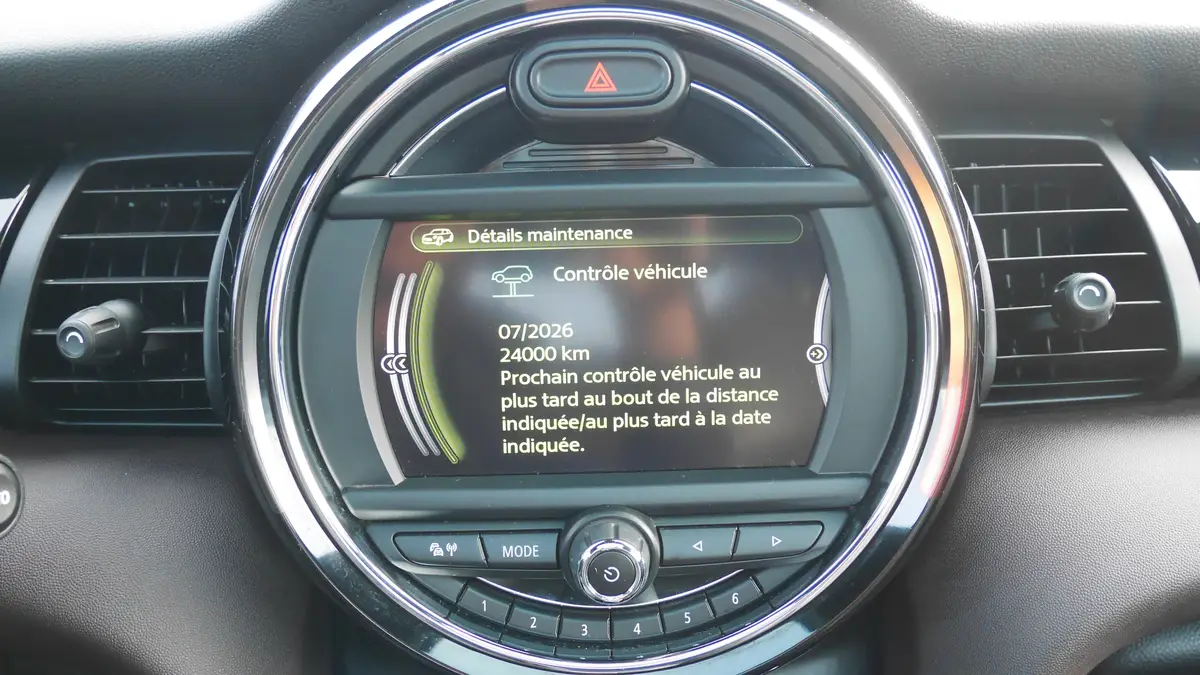 Détails maintenance
Contrôle véhicule
07/2026
24000 km
Prochain contrôle véhicule au
plus tard au bout de la distance
indiquée/au plus tard à la date
indiquée.
MODE
1
2
3
4
5
6